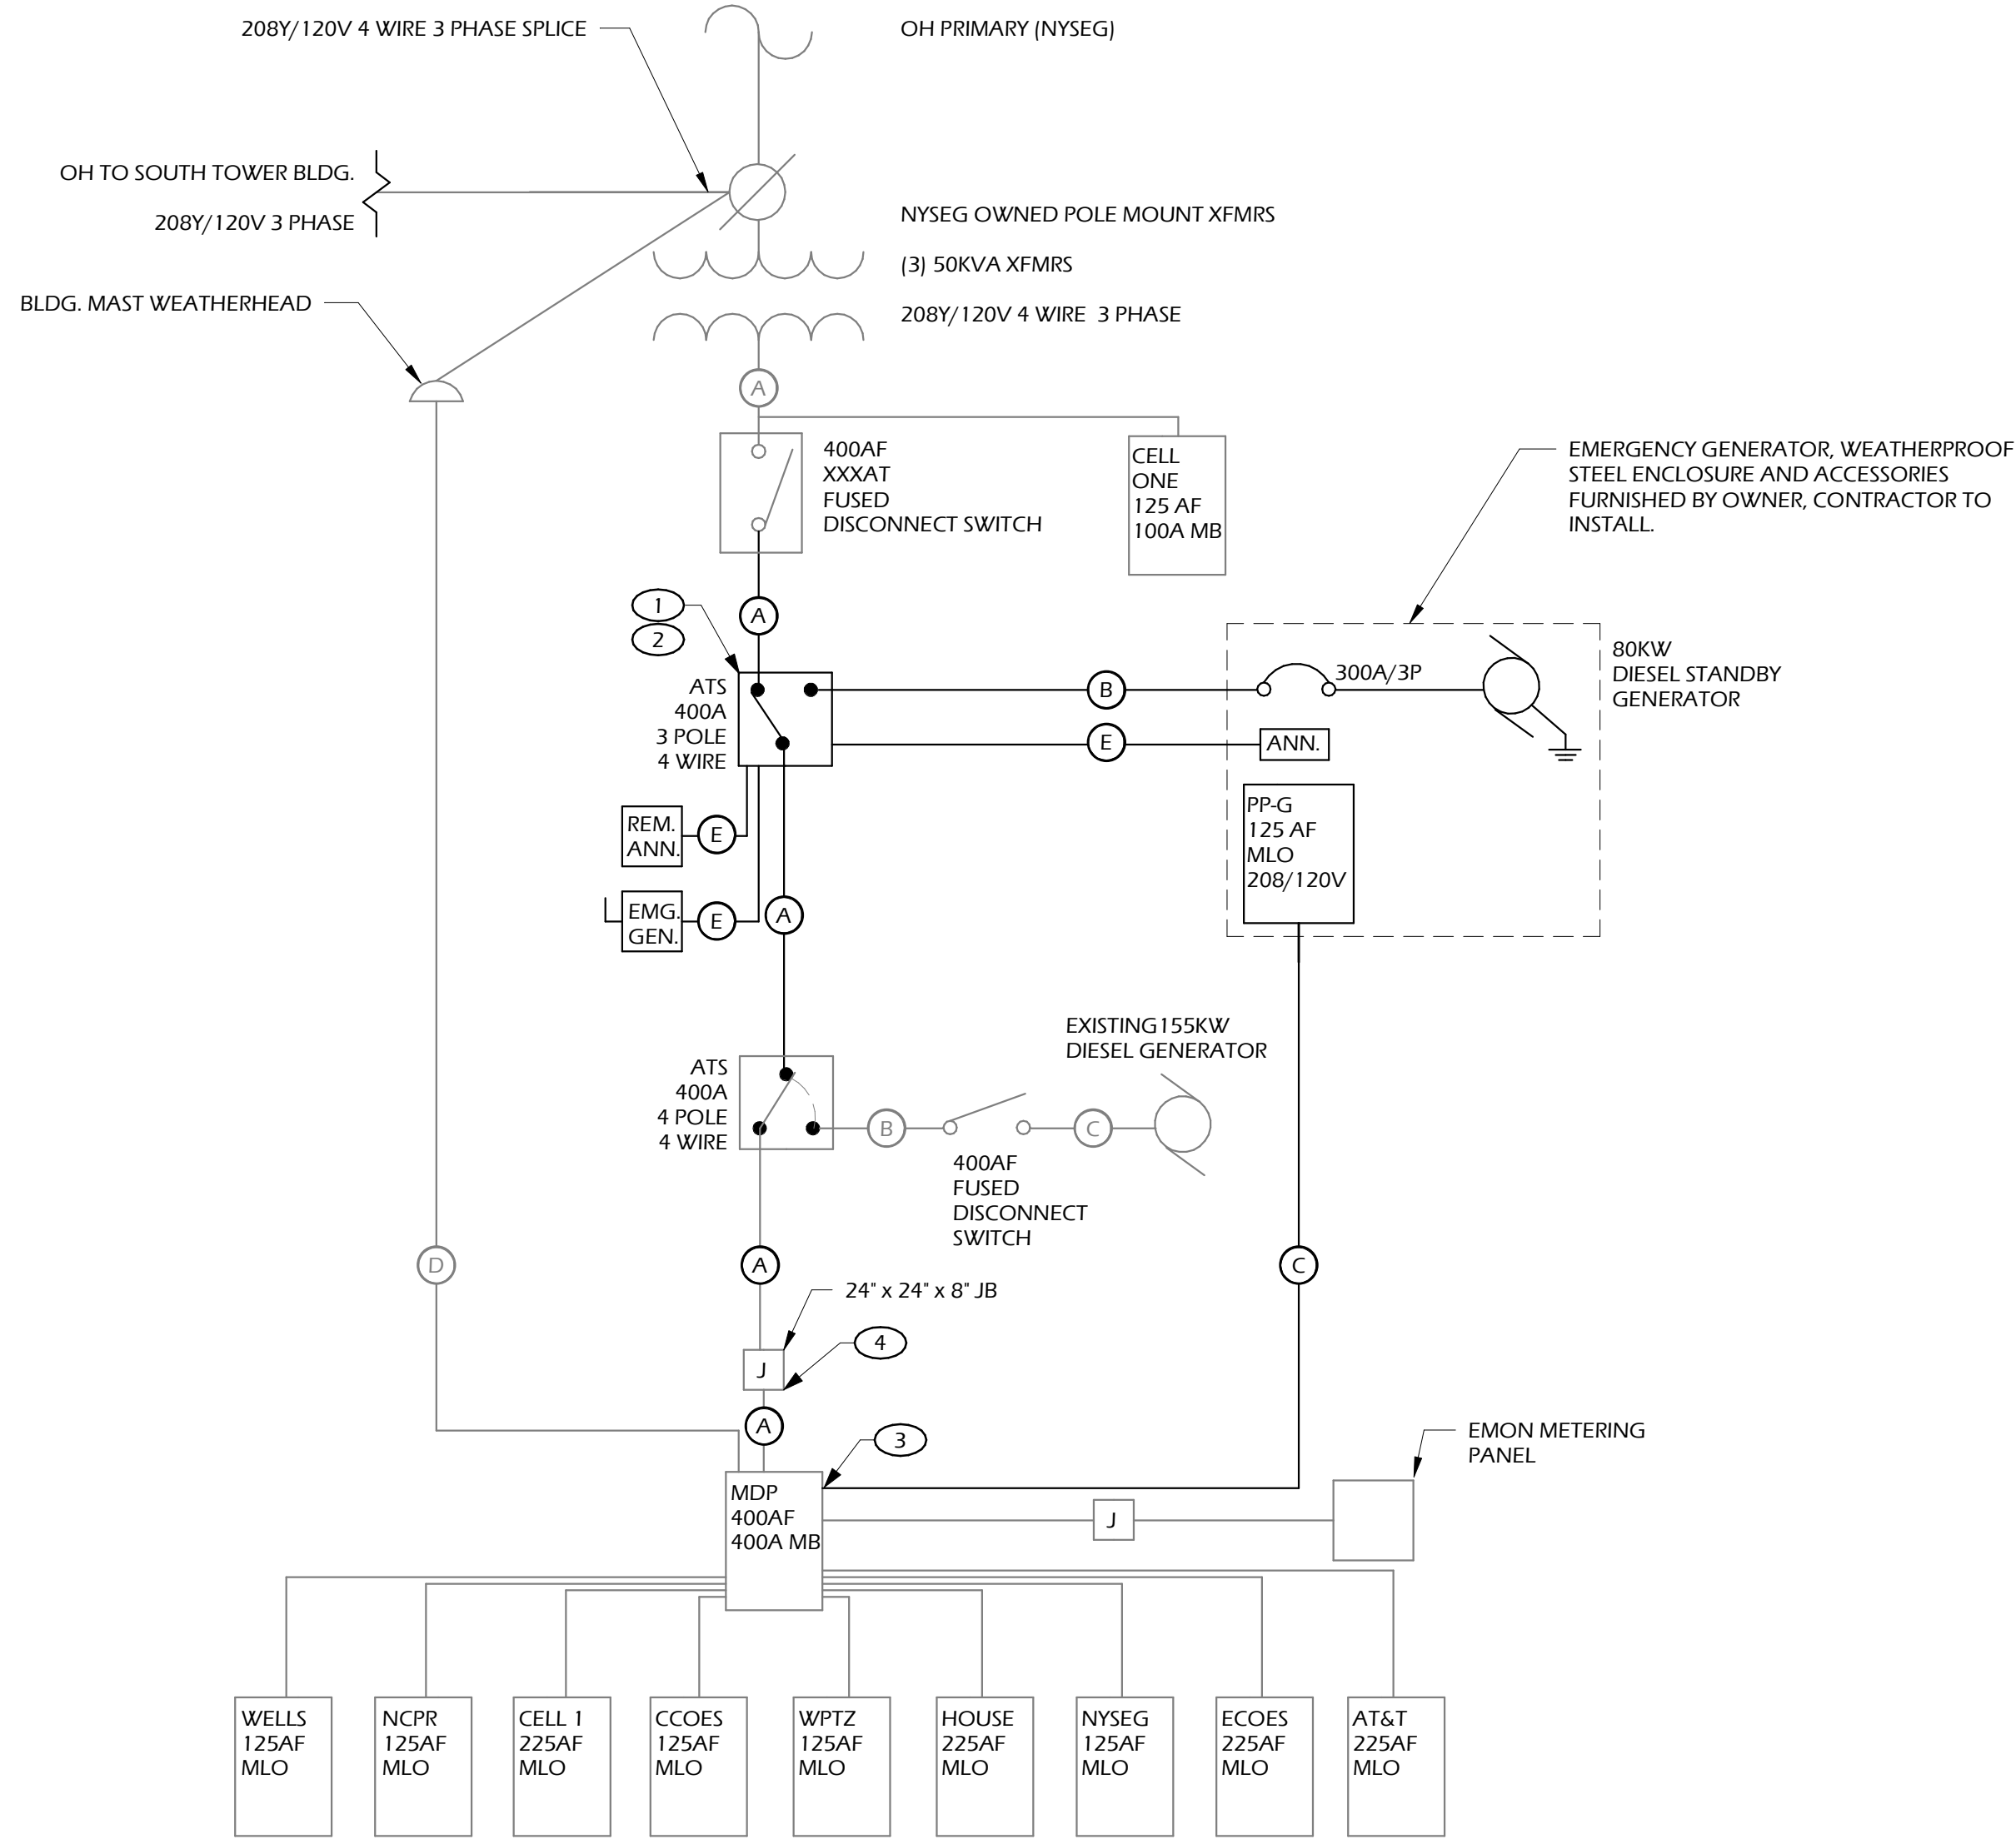 208Y/120V 4 WIRE 3 PHASE SPLICE
OH PRIMARY (NYSEG)
OH TO SOUTH TOWER BLDG.
208Y/120V 3 PHASE
NYSEG OWNED POLE MOUNT XFMRS
(3) 50KVA XFMRS
208Y/120V 4 WIRE 3 PHASE
BLDG. MAST WEATHERHEAD
A
400AF
XXXAT
FUSED
DISCONNECT SWITCH
CELL
ONE
125 AF
100A MB
EMERGENCY GENERATOR, WEATHERPROOF
STEEL ENCLOSURE AND ACCESSORIES
FURNISHED BY OWNER, CONTRACTOR TO
INSTALL.
1
2
A
ATS
400A
3 POLE
4 WIRE
B
300A/3P
80KW
DIESEL STANDBY
GENERATOR
E
ANN.
PP-G
125 AF
MLO
208/120V
REM.
ANN.
E
EMG.
GEN.
E
A
EXISTING155KW
DIESEL GENERATOR
ATS
400A
4 POLE
4 WIRE
B
C
400AF
FUSED
DISCONNECT
SWITCH
D
A
C
24" x 24" x 8" JB
4
J
A
3
EMON METERING
PANEL
MDP
400AF
400A MB
J
WELLS
125AF
MLO
NCPR
125AF
MLO
CELL 1
225AF
MLO
CCOES
125AF
MLO
WPTZ
125AF
MLO
HOUSE
225AF
MLO
NYSEG
125AF
MLO
ECOES
225AF
MLO
AT&T
225AF
MLO